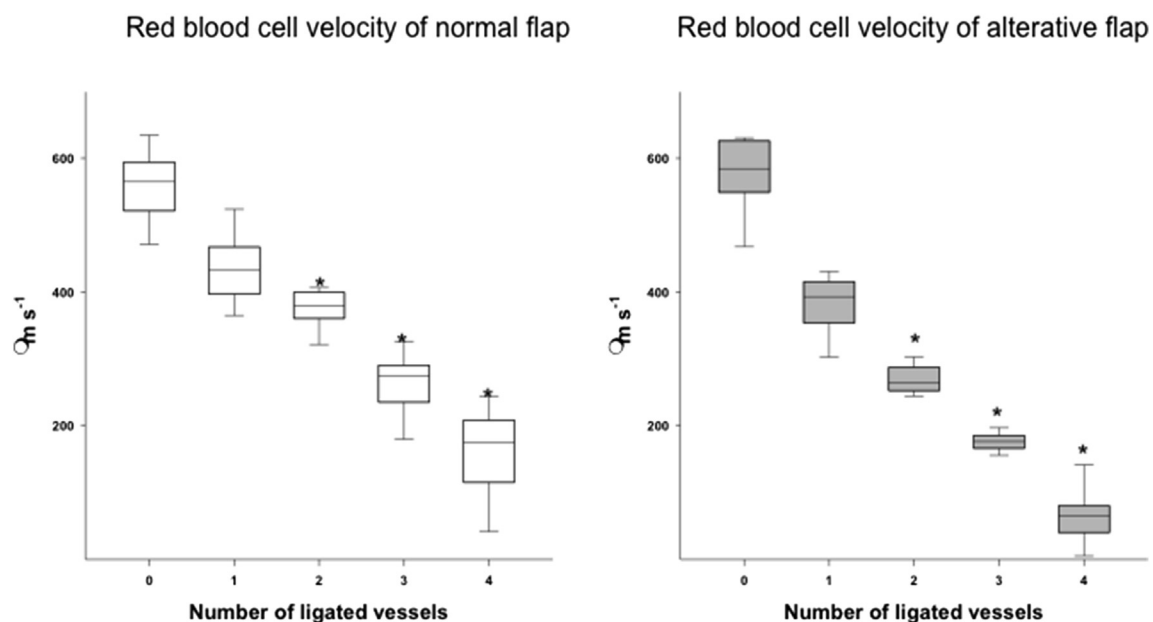 Red blood cell velocity of normal flap
600
400
200
m s-1
*
*
*
0 1 2 3 4
Number of ligated vessels
Red blood cell velocity of alterative flap
600
400
200
m s-1
*
*
*
0 1 2 3 4
Number of ligated vessels